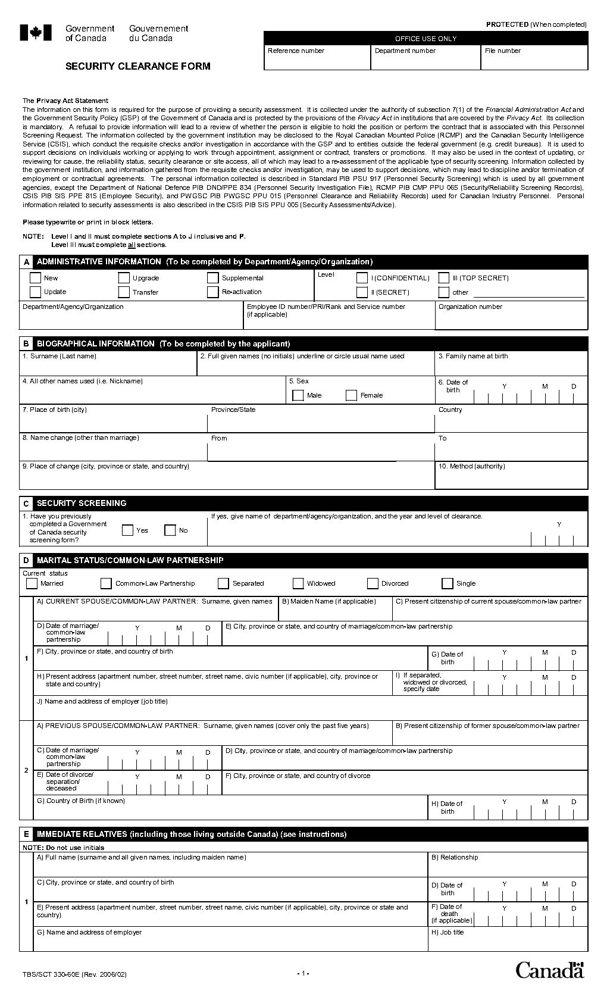 Government Gouvernement
of Canada du Canada
SECURITY CLEARANCE FORM
PROTECTED (When completed)
OFFICE USE ONLY
Reference number Department number File number
The Privacy Act Statement
The information on this form is required for the purpose of providing a security assessment. It is collected under the authority of subsection 7(1) of the Financial Administration Act and
the Government Security Policy (GSP) of the Government of Canada and is protected by the provisions of the Privacy Act in institutions that are covered by the Privacy Act. Its collection
is mandatory. A refusal to provide information will lead to a review of whether the person is eligible to hold the position or perform the contract that is associated with this Personnel
Screening Request. The information collected by the government institution may be disclosed to the Royal Canadian Mounted Police (RCMP) and the Canadian Security Intelligence
Service (CSIS), which conduct the requisite checks and/or investigation in accordance with the GSP and to entities outside the federal government (e.g. credit bureaus). It is used to
support decisions on individuals working or applying to work through appointment, assignment or contract, transfers or promotions. It may also be used in the context of updating, or
reviewing for cause, the reliability status, security clearance or site access, all of which may lead to a re-assessment of the applicable type of security screening. Information collected by
the government institution, and information gathered from the requisite checks and/or investigation, may be used to support decisions, which may lead to discipline and/or termination of
employment or contractual agreements. The personal information collected is described in Standard PIB PSU 917 (Personnel Security Screening) which is used by all government
agencies, except the Department of National Defence PIB DND/PPE 834 (Personnel Security Investigation File), RCMP PIB CMP PPU 065 (Security/Reliability Screening Records),
CSIS PIB SIS PPE 815 (Employee Security), and PWGSC PIB PWGSC PPU 015 (Personnel Clearance and Reliability Records) used for Canadian Industry Personnel. Personal
information related to security assessments is also described in the CSIS PIB SIS PPU 005 (Security Assessments/Advice).
Please typewrite or print in block letters.
NOTE: Level I and II must complete sections A to J inclusive and P.
Level III must complete all sections.
A ADMINISTRATIVE INFORMATION (To be completed by Department/Agency/Organization)
New Upgrade Supplemental Level I (CONFIDENTIAL) III (TOP SECRET)
Update Transfer Re-activation II (SECRET) other
Department/Agency/Organization Employee ID number/PRI/Rank and Service number Organization number
(if applicable)
B BIOGRAPHICAL INFORMATION (To be completed by the applicant)
1. Surname (Last name) 2. Full given names (no initials) underline or circle usual name used 3. Family name at birth
4. All other names used (i.e. Nickname) 5. Sex 6. Date of Y M D
Male Female birth
7. Place of birth (city) Province/State Country
8. Name change (other than marriage) From To
9. Place of change (city, province or state, and country) 10. Method (authority)
C SECURITY SCREENING
1. Have you previously If yes, give name of department/agency/organization, and the year and level of clearance.
completed a Government Y
of Canada security Yes No
screening form?
D MARITAL STATUS/COMMON-LAW PARTNERSHIP
Current status
Married Common-Law Partnership Separated Widowed Divorced Single
1
A) CURRENT SPOUSE/COMMON-LAW PARTNER: Surname, given names B) Maiden Name (if applicable) C) Present citizenship of current spouse/common-law partner
D) Date of marriage/ Y M D E) City, province or state, and country of marriage/common-law partnership
common-law
partnership
F) City, province or state, and country of birth G) Date of Y M D
birth
H) Present address (apartment number, street number, street name, civic number (if applicable), city, province or I) If separated, Y M D
state and country) widowed or divorced,
specify date
J) Name and address of employer (job title)
2
A) PREVIOUS SPOUSE/COMMON-LAW PARTNER: Surname, given names (cover only the past five years) B) Present citizenship of former spouse/common-law partner
C) Date of marriage/ Y M D D) City, province or state, and country of marriage/common-law partnership
common-law
partnership
E) Date of divorce/ Y M D F) City, province or state, and country of divorce
separation/
deceased
G) Country of Birth (if known) H) Date of Y M D
birth
E IMMEDIATE RELATIVES (including those living outside Canada) (see instructions)
NOTE: Do not use initials
1
A) Full name (surname and all given names, including maiden name) B) Relationship
C) City, province or state, and country of birth D) Date of Y M D
birth
E) Present address (apartment number, street number, street name, civic number (if applicable), city, province or state and F) Date of Y M D
country) death
(if applicable)
G) Name and address of employer H) Job title
TBS/SCT 330-60E (Rev. 2006/02) - 1 - Canada